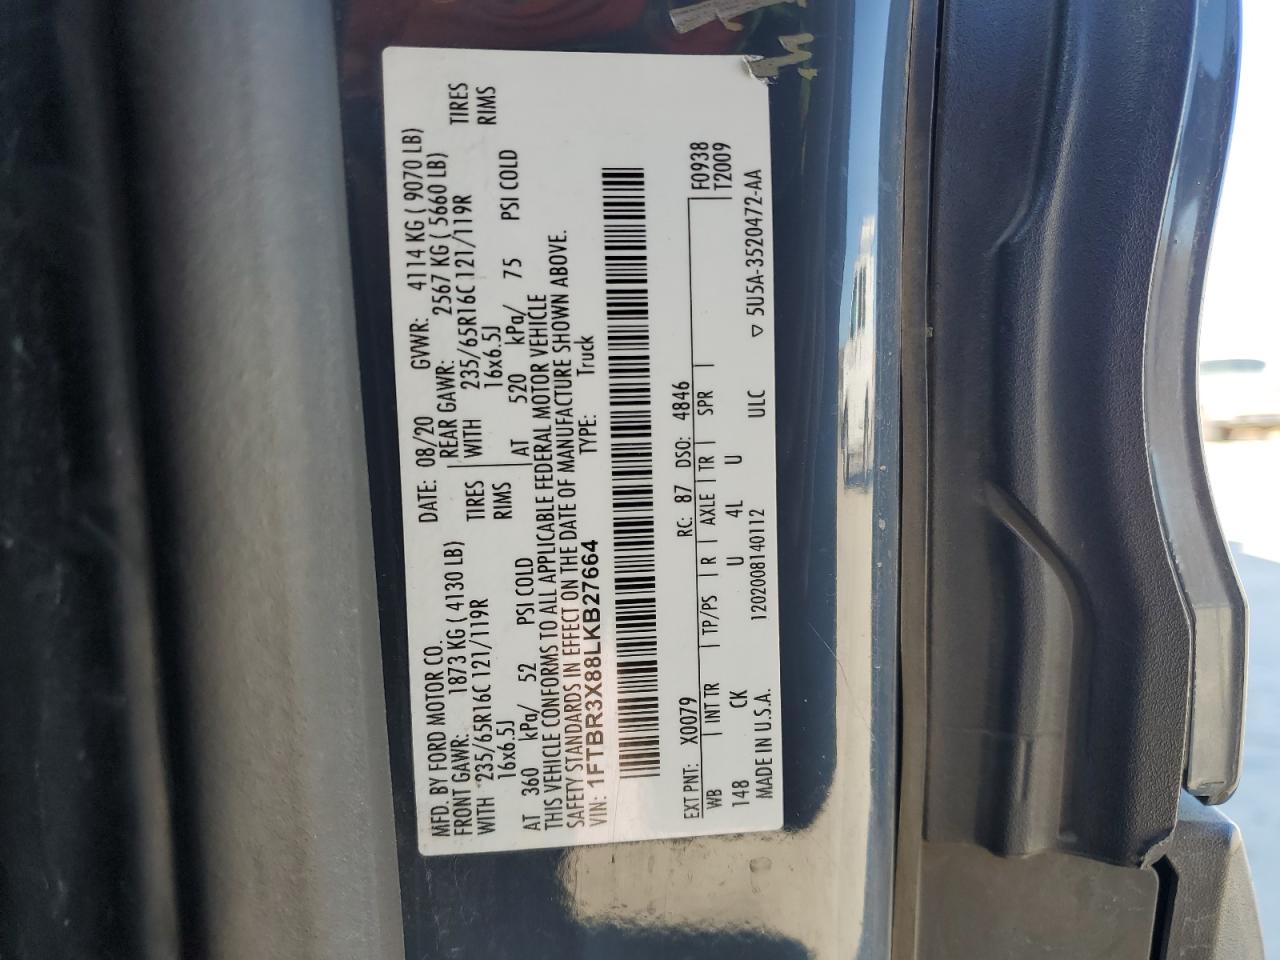 MFD. BY FORD MOTOR CO.
DATE: 08/20 GVWR: 4114 KG ( 9070 LB)
FRONT GAWR: 1873 KG ( 4130 LB) REAR GAWR: 2567 KG ( 5660 LB)
WITH 235/65R16C 121/119R TIRES WITH 235/65R16C 121/119R TIRES
16x6.5J RIMS 16x6.5J RIMS
AT 360 kPa/ 52 PSI COLD AT 520 kPa/ 75 PSI COLD
THIS VEHICLE CONFORMS TO ALL APPLICABLE FEDERAL MOTOR VEHICLE
SAFETY STANDARDS IN EFFECT ON THE DATE OF MANUFACTURE SHOWN ABOVE.
VIN: 1FTBR3X88LKB27664 TYPE: Truck
EXT PNT: X0079 RC: 87 DSO: 4846 F0938
WB INT TR TP/PS R AXLE TR SPR T2009
148 CK U 4L U
MADE IN U.S.A. 1202008140112 ULC ▽ 5U5A-3520472-AA